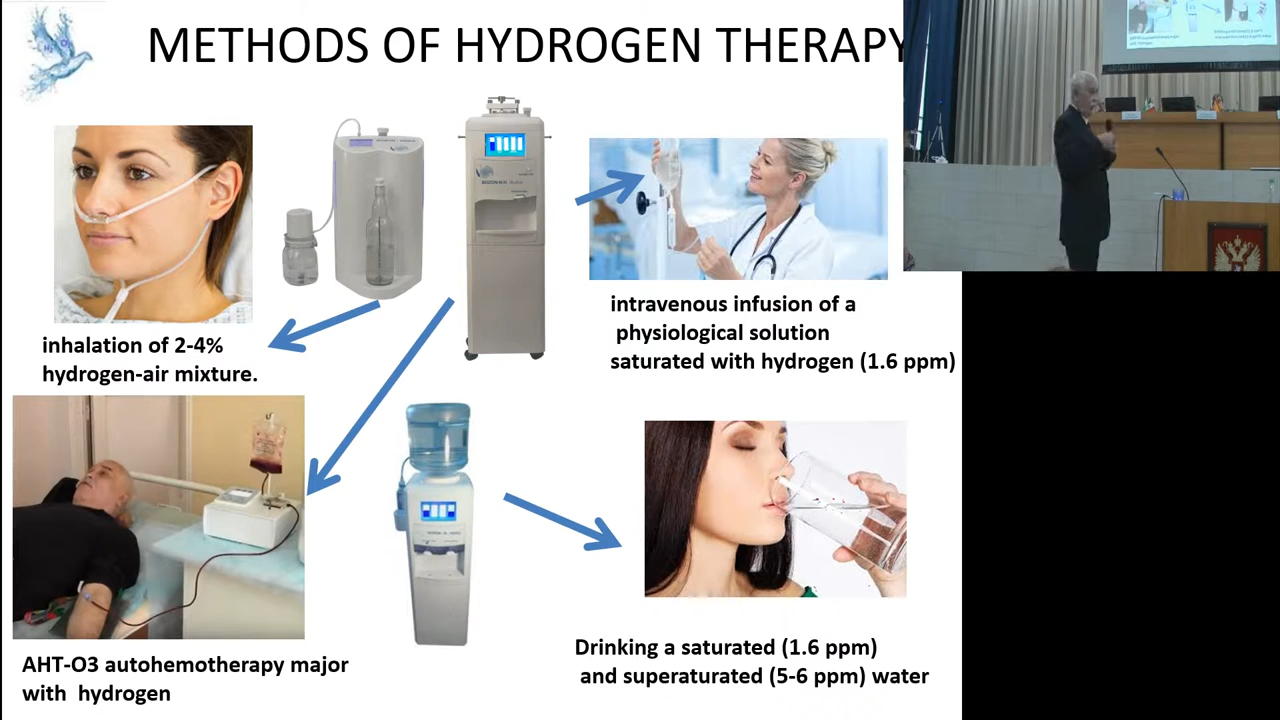 METHODS OF HYDROGEN THERAPY
inhalation of 2-4%
hydrogen-air mixture.
intravenous infusion of a
physiological solution
saturated with hydrogen (1.6 ppm)
AHT-O3 autohemotherapy major
with hydrogen
Drinking a saturated (1.6 ppm)
and superaturated (5-6 ppm) water